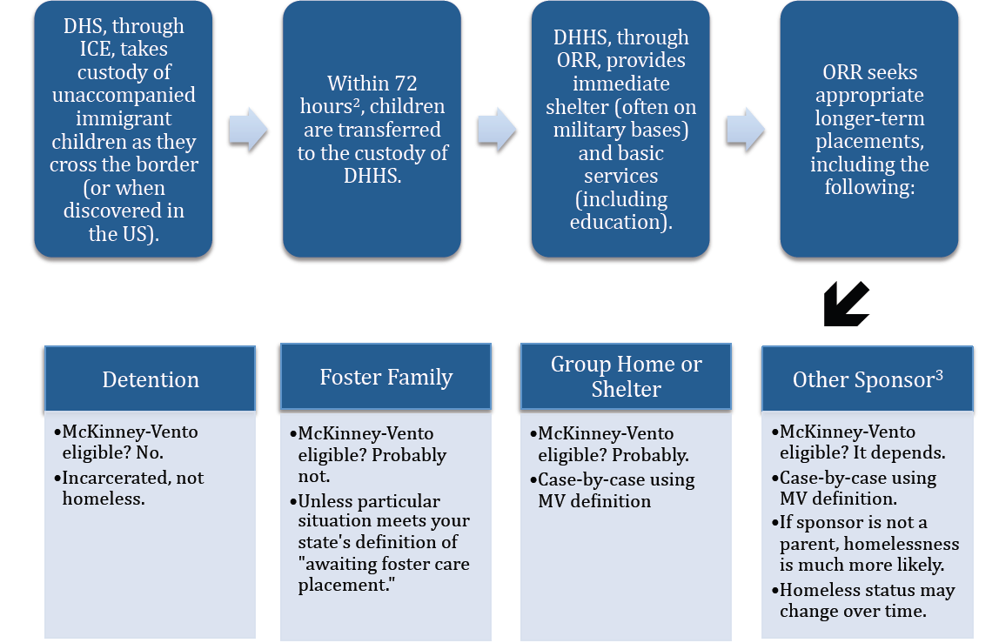 DHS, through
ICE, takes
custody of
unaccompanied
immigrant
children as they
cross the border
(or when
discovered in
the US).
Within 72
hours², children
are transferred
to the custody of
DHHS.
DHHS, through
ORR, provides
immediate
shelter (often on
military bases)
and basic
services
(including
education).
ORR seeks
appropriate
longer-term
placements,
including the
following:
Detention
•McKinney-Vento
eligible? No.
•Incarcerated, not
homeless.
Foster Family
•McKinney-Vento
eligible? Probably
not.
•Unless particular
situation meets your
state's definition of
"awaiting foster care
placement."
Group Home or
Shelter
•McKinney-Vento
eligible? Probably.
•Case-by-case using
MV definition
Other Sponsor³
•McKinney-Vento
eligible? It depends.
•Case-by-case using
MV definition.
•If sponsor is not a
parent, homelessness
is much more likely.
•Homeless status may
change over time.